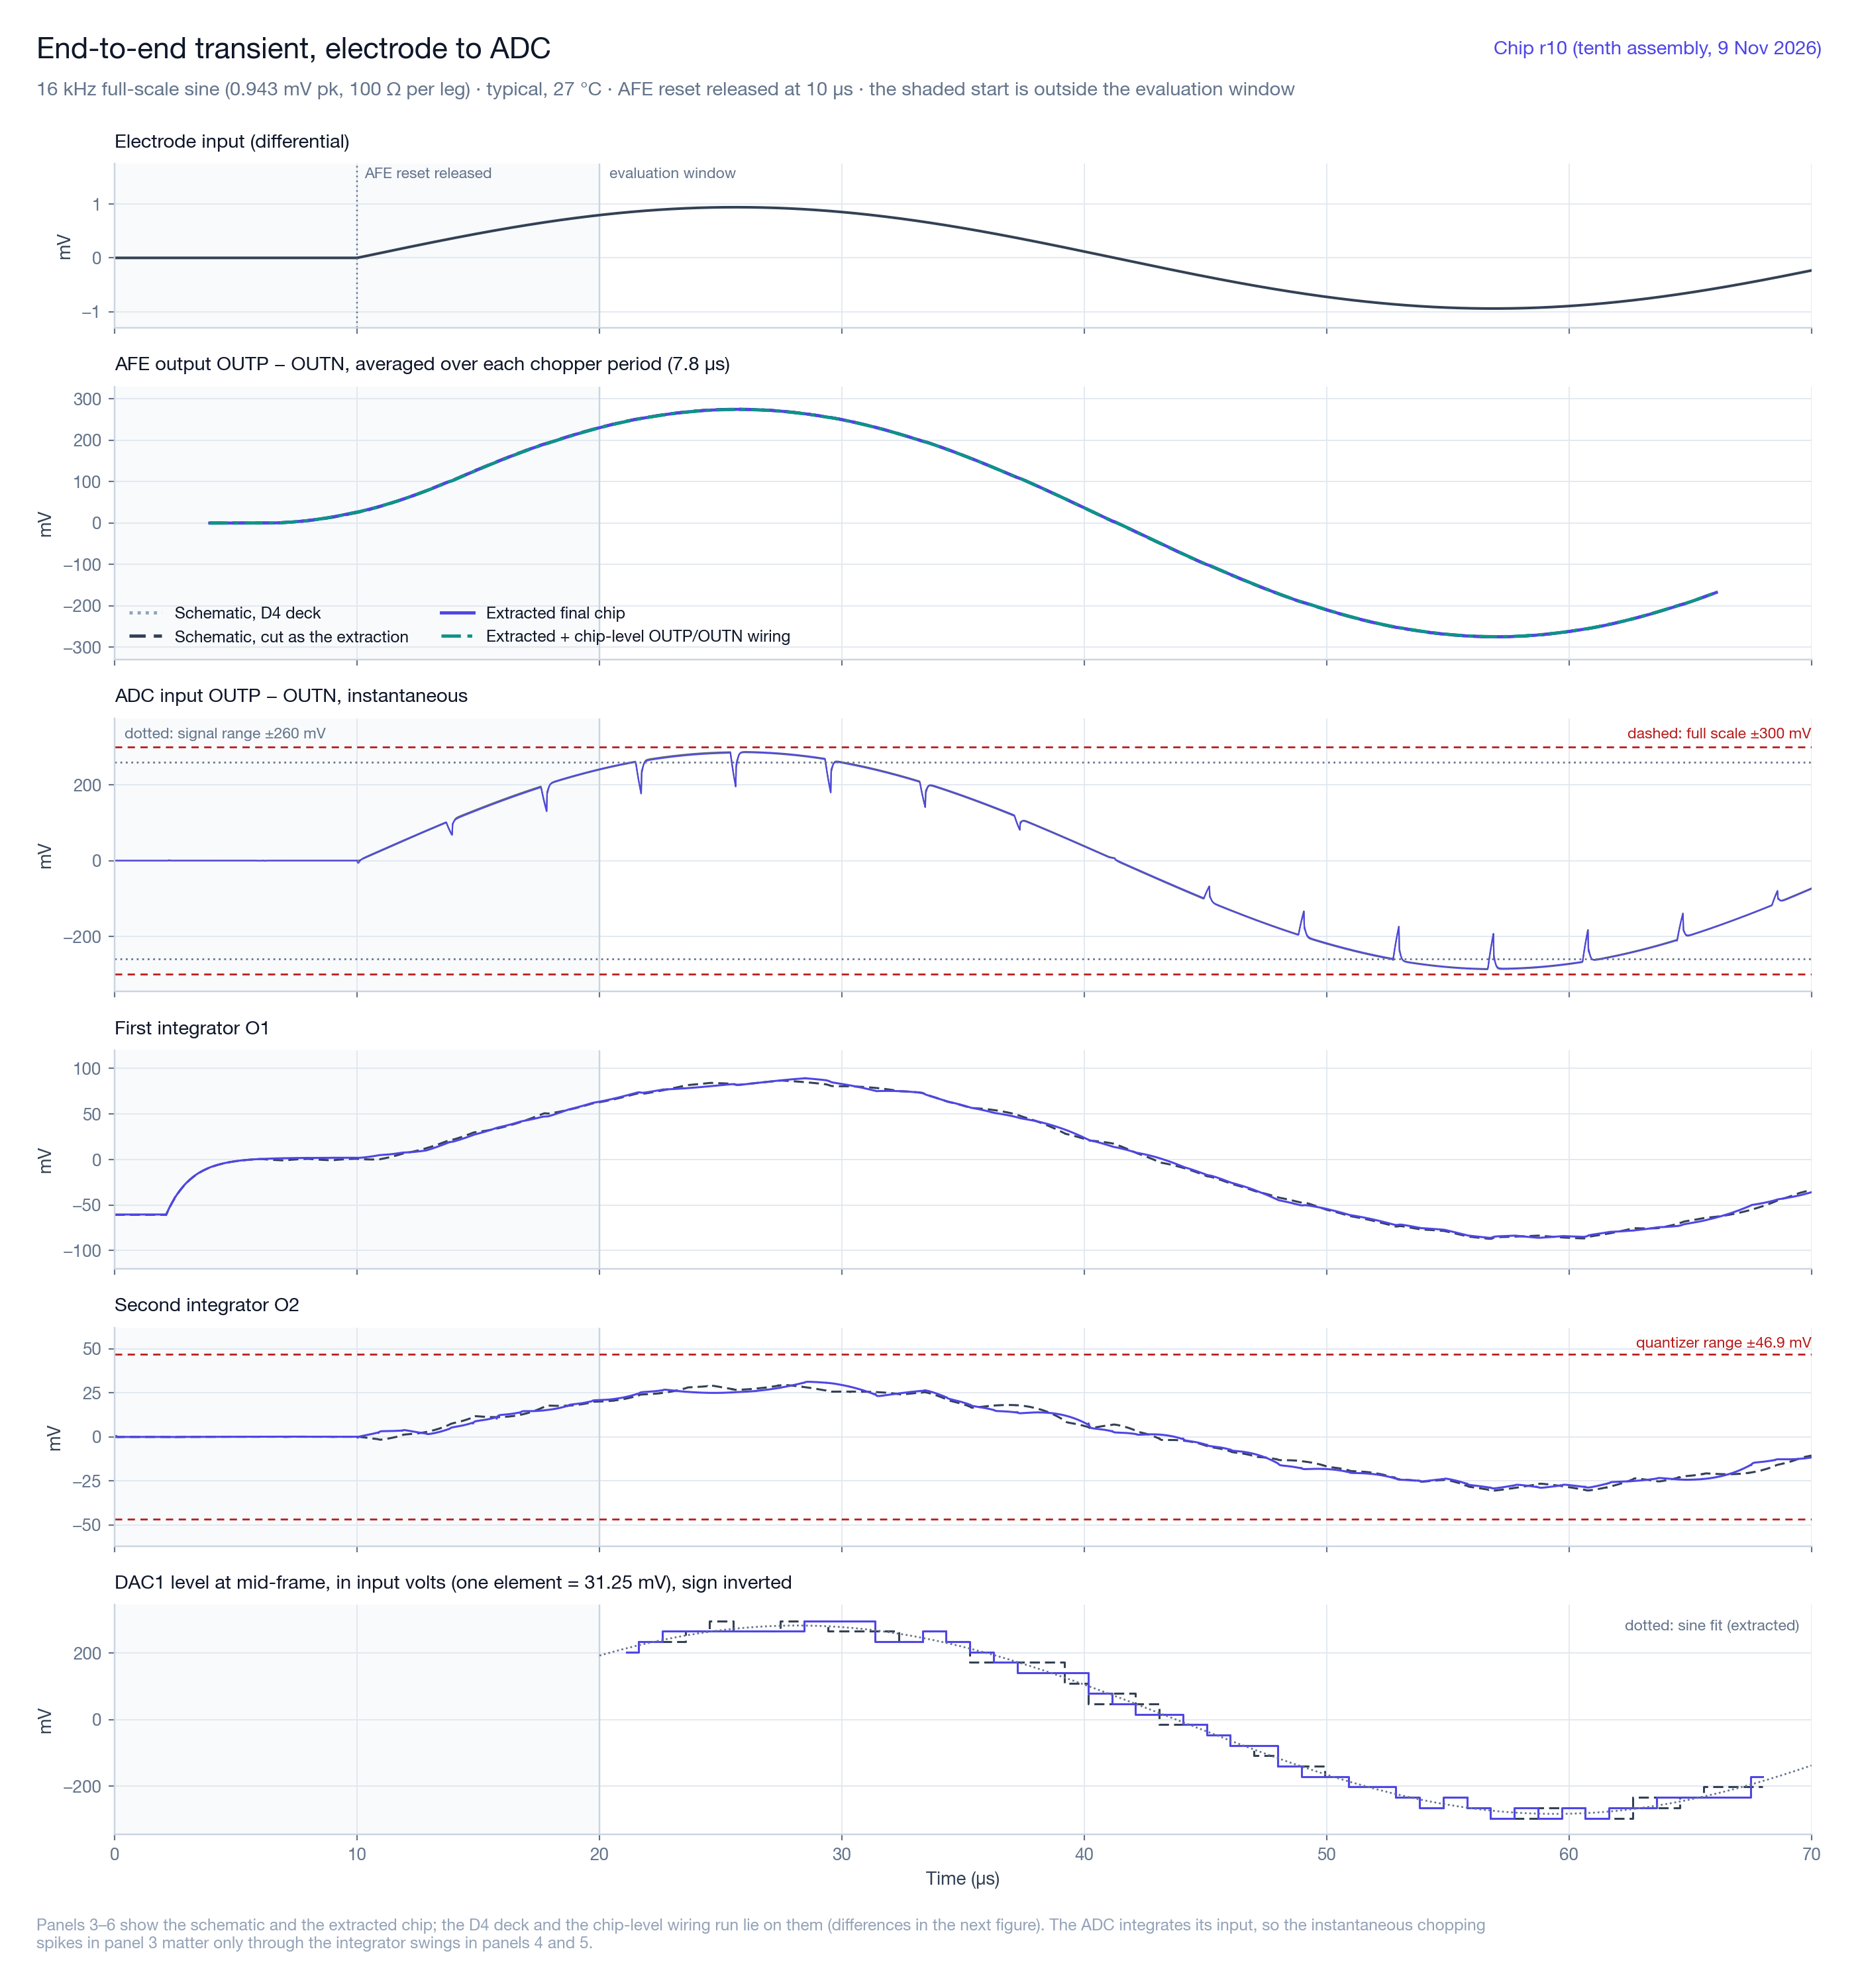 End-to-end transient, electrode to ADC
Chip r10 (tenth assembly, 9 Nov 2026)
16 kHz full-scale sine (0.943 mV pk, 100 Ω per leg) · typical, 27 °C · AFE reset released at 10 µs · the shaded start is outside the evaluation window
Electrode input (differential)
AFE reset released
evaluation window
1
0
−1
mV
AFE output OUTP − OUTN, averaged over each chopper period (7.8 µs)
300
200
100
0
−100
−200
−300
mV
Schematic, D4 deck
Extracted final chip
Schematic, cut as the extraction
Extracted + chip-level OUTP/OUTN wiring
ADC input OUTP − OUTN, instantaneous
dotted: signal range ±260 mV
dashed: full scale ±300 mV
200
0
−200
mV
First integrator O1
100
50
0
−50
−100
mV
Second integrator O2
quantizer range ±46.9 mV
50
25
0
−25
−50
mV
DAC1 level at mid-frame, in input volts (one element = 31.25 mV), sign inverted
dotted: sine fit (extracted)
200
0
−200
mV
0 10 20 30 40 50 60 70
Time (µs)
Panels 3–6 show the schematic and the extracted chip; the D4 deck and the chip-level wiring run lie on them (differences in the next figure). The ADC integrates its input, so the instantaneous chopping
spikes in panel 3 matter only through the integrator swings in panels 4 and 5.